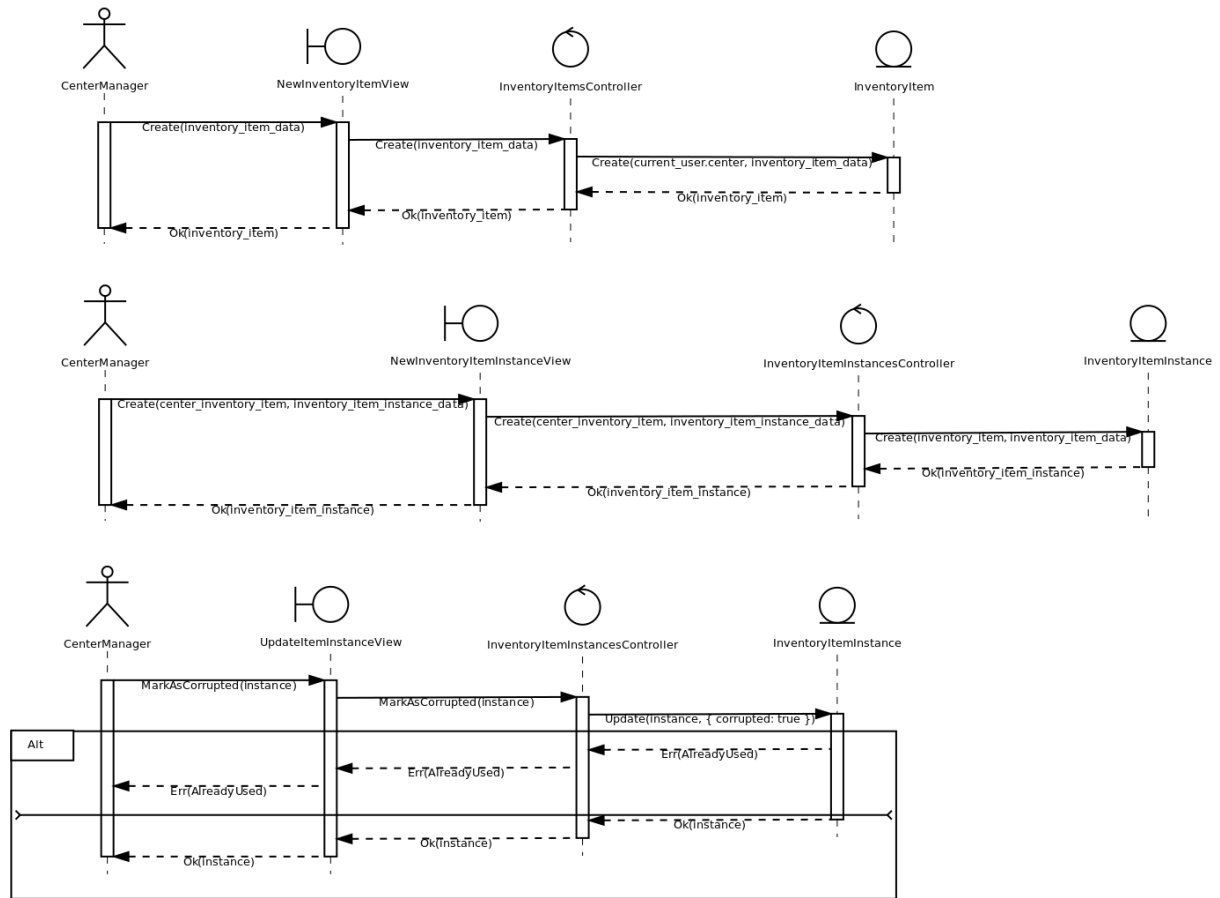 CenterManager
NewInventoryItemView
InventoryItemsController
InventoryItem
Create(inventory_item_data)
Create(inventory_item_data)
Create(current_user.center, inventory_item_data)
Ok(inventory_item)
Ok(inventory_item)
Ok(inventory_item)
CenterManager
NewInventoryItemInstanceView
InventoryItemInstancesController
InventoryItemInstance
Create(center_inventory_item, inventory_item_instance_data)
Create(center_inventory_item, inventory_item_instance_data)
Create(inventory_item, inventory_item_data)
Ok(inventory_item_instance)
Ok(inventory_item_instance)
Ok(inventory_item_instance)
CenterManager
UpdateItemInstanceView
InventoryItemInstancesController
InventoryItemInstance
MarkAsCorrupted(instance)
MarkAsCorrupted(instance)
Update(instance, { corrupted: true })
Alt
Err(AlreadyUsed)
Err(AlreadyUsed)
Err(AlreadyUsed)
Ok(instance)
Ok(instance)
Ok(instance)